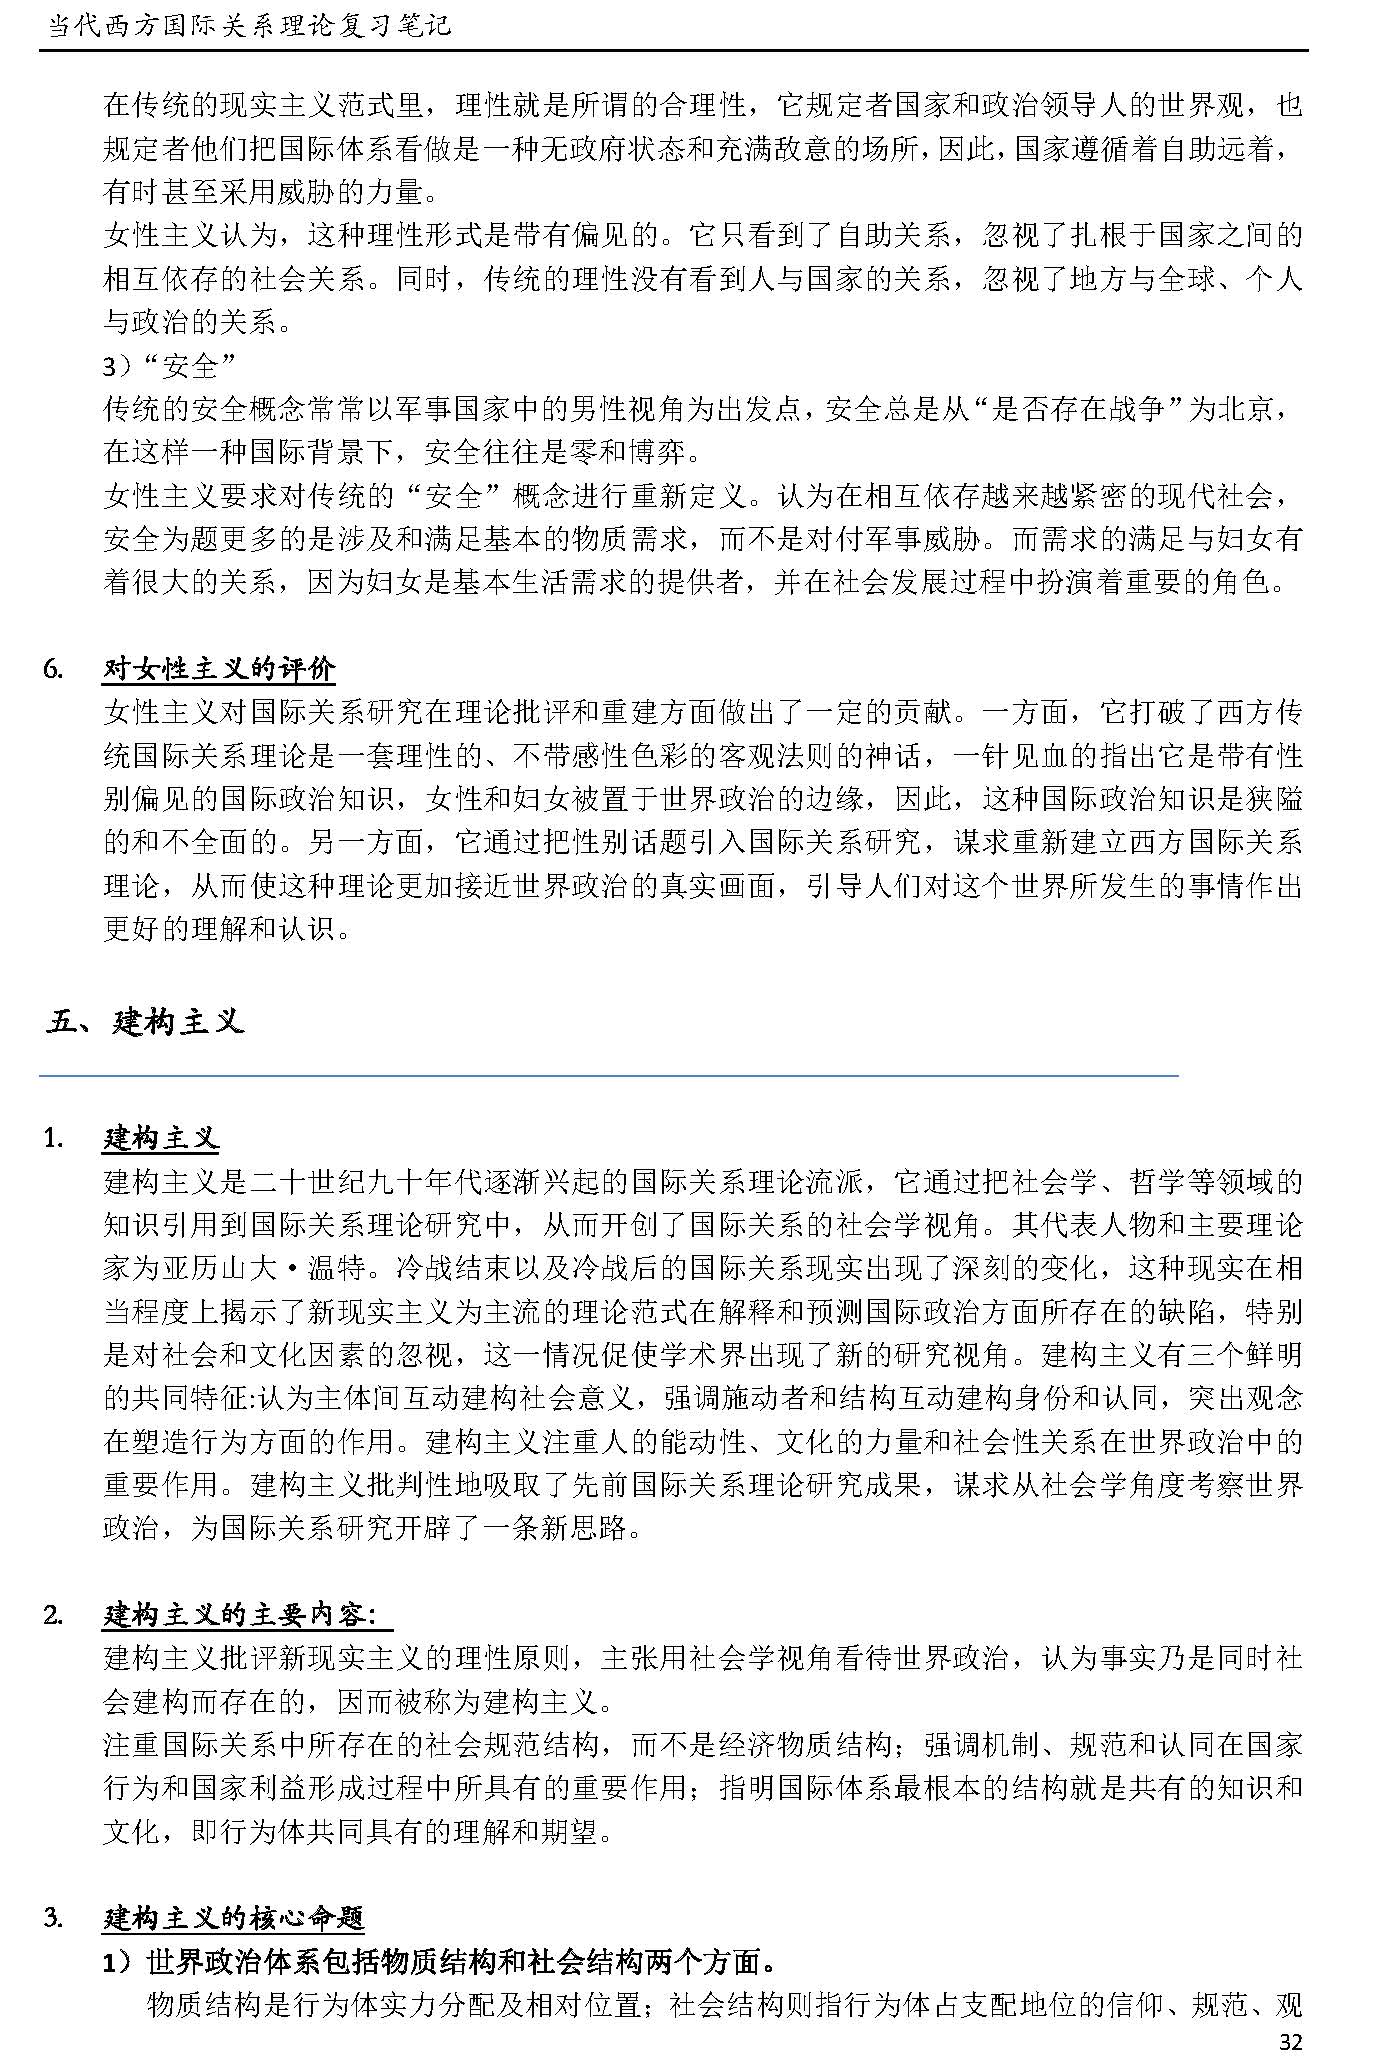 当代西方国际关系理论复习笔记
在传统的现实主义范式里，理性就是所谓的合理性，它规定者国家和政治领导人的世界观，也
规定者他们把国际体系看做是一种无政府状态和充满敌意的场所，因此，国家遵循着自助远着，
有时甚至采用威胁的力量。
女性主义认为，这种理性形式是带有偏见的。它只看到了自助关系，忽视了扎根于国家之间的
相互依存的社会关系。同时，传统的理性没有看到人与国家的关系，忽视了地方与全球、个人
与政治的关系。
3）“安全”
传统的安全概念常常以军事国家中的男性视角为出发点，安全总是从“是否存在战争”为北京，
在这样一种国际背景下，安全往往是零和博弈。
女性主义要求对传统的“安全”概念进行重新定义。认为在相互依存越来越紧密的现代社会，
安全为题更多的是涉及和满足基本的物质需求，而不是对付军事威胁。而需求的满足与妇女有
着很大的关系，因为妇女是基本生活需求的提供者，并在社会发展过程中扮演着重要的角色。
6. 对女性主义的评价
女性主义对国际关系研究在理论批评和重建方面做出了一定的贡献。一方面，它打破了西方传
统国际关系理论是一套理性的、不带感性色彩的客观法则的神话，一针见血的指出它是带有性
别偏见的国际政治知识，女性和妇女被置于世界政治的边缘，因此，这种国际政治知识是狭隘
的和不全面的。另一方面，它通过把性别话题引入国际关系研究，谋求重新建立西方国际关系
理论，从而使这种理论更加接近世界政治的真实画面，引导人们对这个世界所发生的事情作出
更好的理解和认识。
五、建构主义
1. 建构主义
建构主义是二十世纪九十年代逐渐兴起的国际关系理论流派，它通过把社会学、哲学等领域的
知识引用到国际关系理论研究中，从而开创了国际关系的社会学视角。其代表人物和主要理论
家为亚历山大·温特。冷战结束以及冷战后的国际关系现实出现了深刻的变化，这种现实在相
当程度上揭示了新现实主义为主流的理论范式在解释和预测国际政治方面所存在的缺陷，特别
是对社会和文化因素的忽视，这一情况促使学术界出现了新的研究视角。建构主义有三个鲜明
的共同特征:认为主体间互动建构社会意义，强调施动者和结构互动建构身份和认同，突出观念
在塑造行为方面的作用。建构主义注重人的能动性、文化的力量和社会性关系在世界政治中的
重要作用。建构主义批判性地吸取了先前国际关系理论研究成果，谋求从社会学角度考察世界
政治，为国际关系研究开辟了一条新思路。
2. 建构主义的主要内容：
建构主义批评新现实主义的理性原则，主张用社会学视角看待世界政治，认为事实乃是同时社
会建构而存在的，因而被称为建构主义。
注重国际关系中所存在的社会规范结构，而不是经济物质结构；强调机制、规范和认同在国家
行为和国家利益形成过程中所具有的重要作用；指明国际体系最根本的结构就是共有的知识和
文化，即行为体共同具有的理解和期望。
3. 建构主义的核心命题
1）世界政治体系包括物质结构和社会结构两个方面。
物质结构是行为体实力分配及相对位置；社会结构则指行为体占支配地位的信仰、规范、观
32